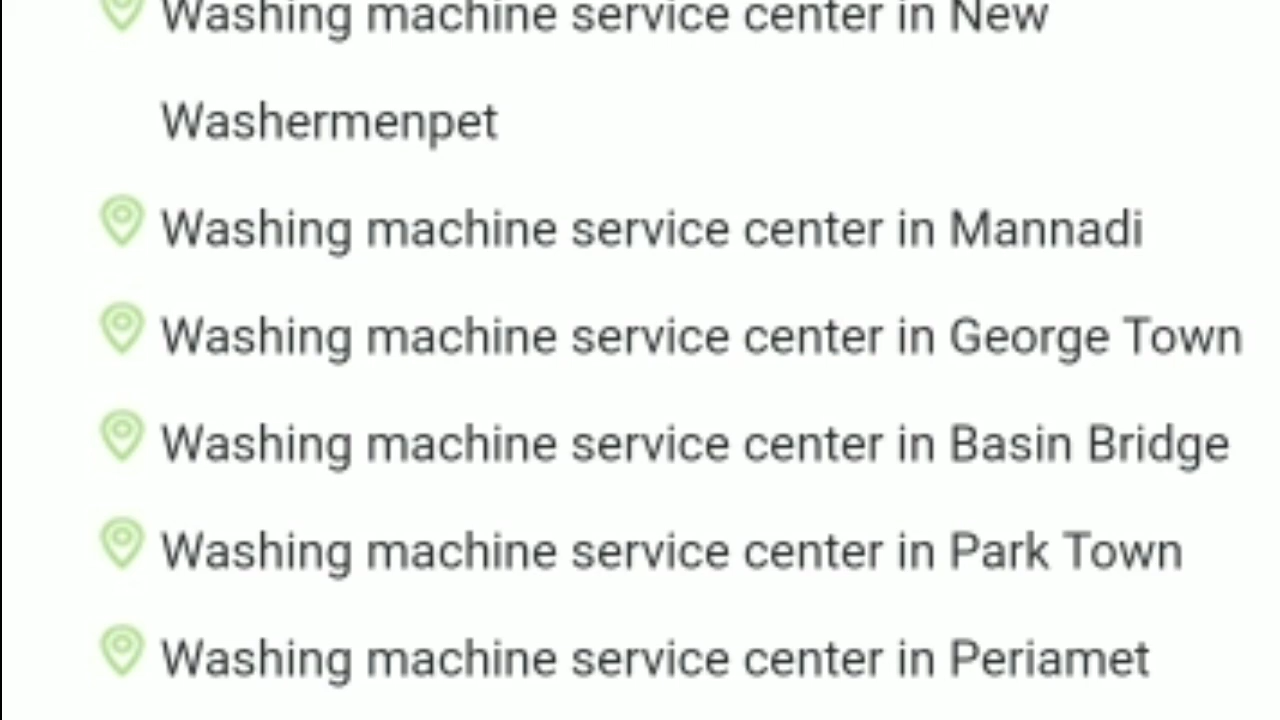 Washing machine service center in New
Washermenpet
Washing machine service center in Mannadi
Washing machine service center in George Town
Washing machine service center in Basin Bridge
Washing machine service center in Park Town
Washing machine service center in Periamet